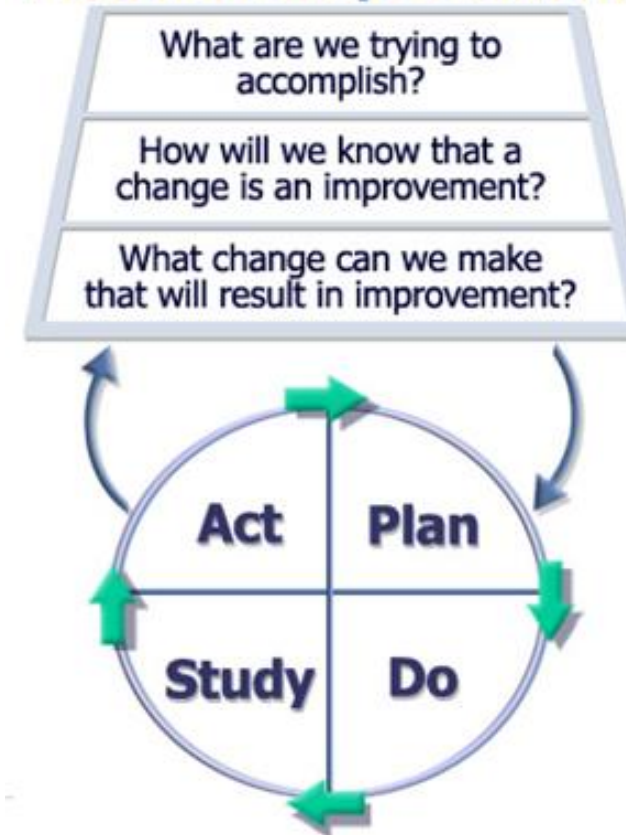 What are we trying to
accomplish?
How will we know that a
change is an improvement?
What change can we make
that will result in improvement?
Act
Plan
Study
Do